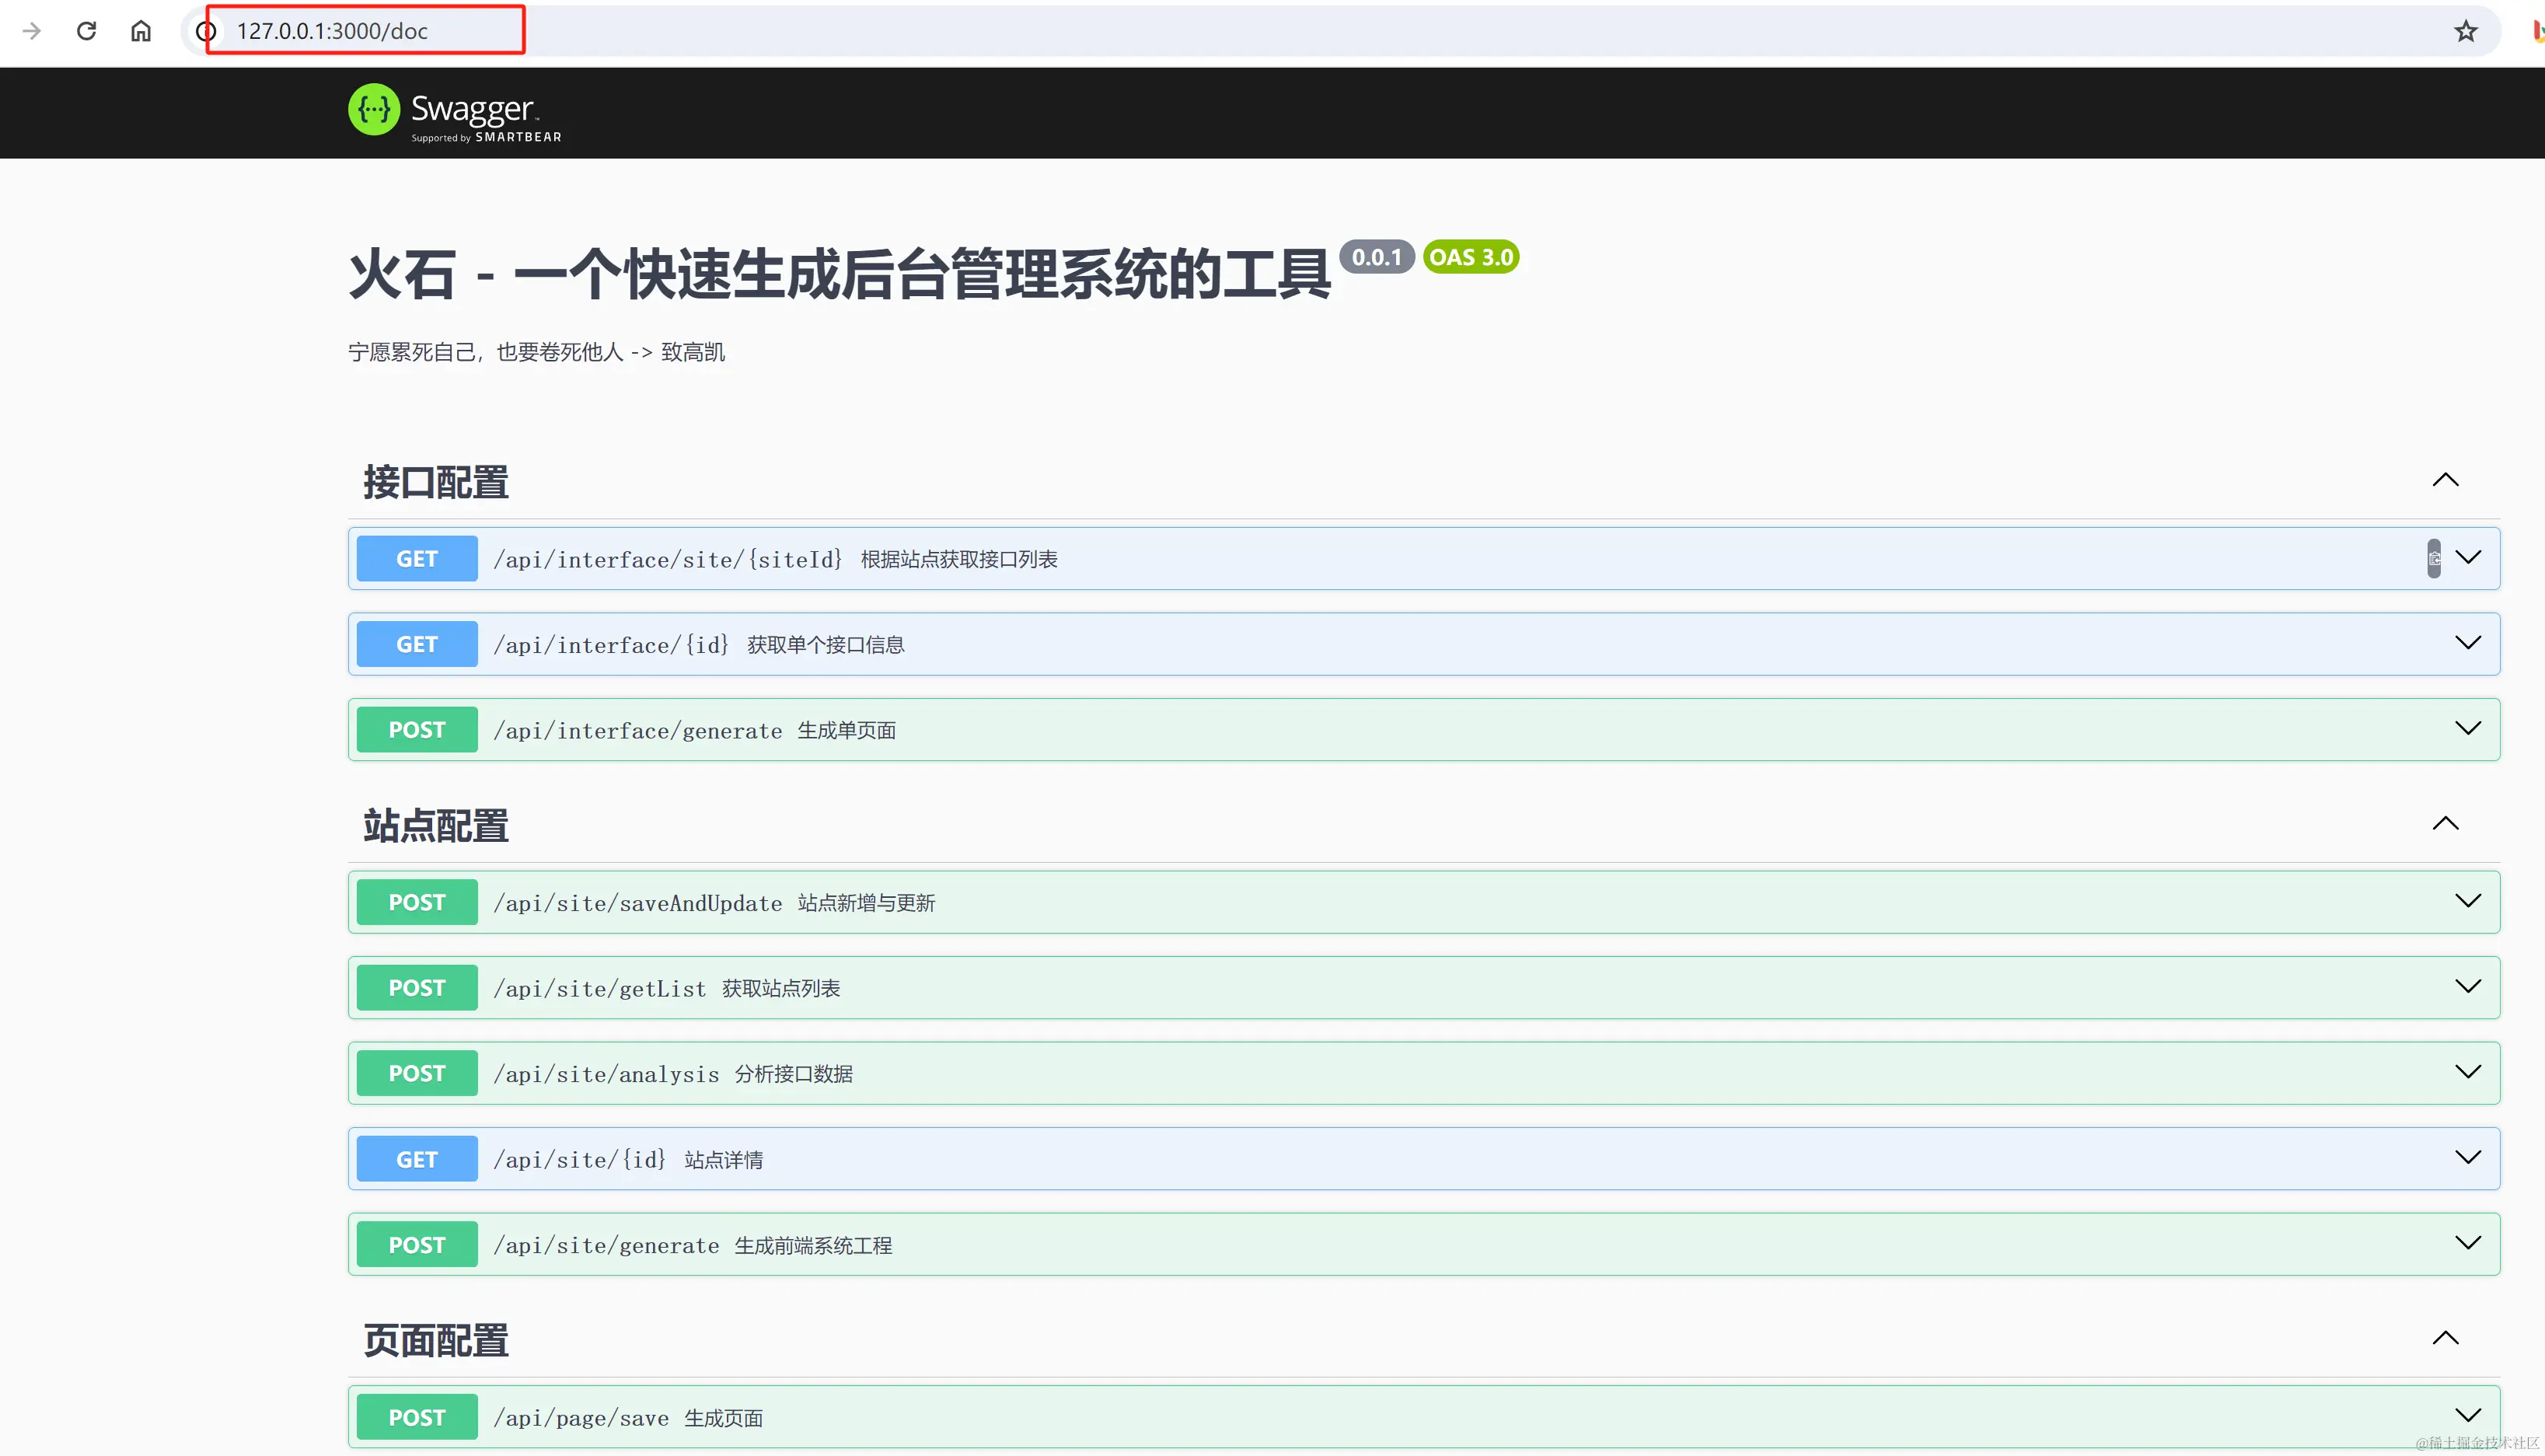 127.0.0.1:3000/doc
Swagger
Supported by SMARTBEAR
火石 - 一个快速生成后台管理系统的工具 0.0.1 OAS 3.0
宁愿累死自己，也要卷死他人 -> 致高凯
接口配置
GET /api/interface/site/{siteId} 根据站点获取接口列表
GET /api/interface/{id} 获取单个接口信息
POST /api/interface/generate 生成单页面
站点配置
POST /api/site/saveAndUpdate 站点新增与更新
POST /api/site/getList 获取站点列表
POST /api/site/analysis 分析接口数据
GET /api/site/{id} 站点详情
POST /api/site/generate 生成前端系统工程
页面配置
POST /api/page/save 生成页面
@稀土掘金技术社区